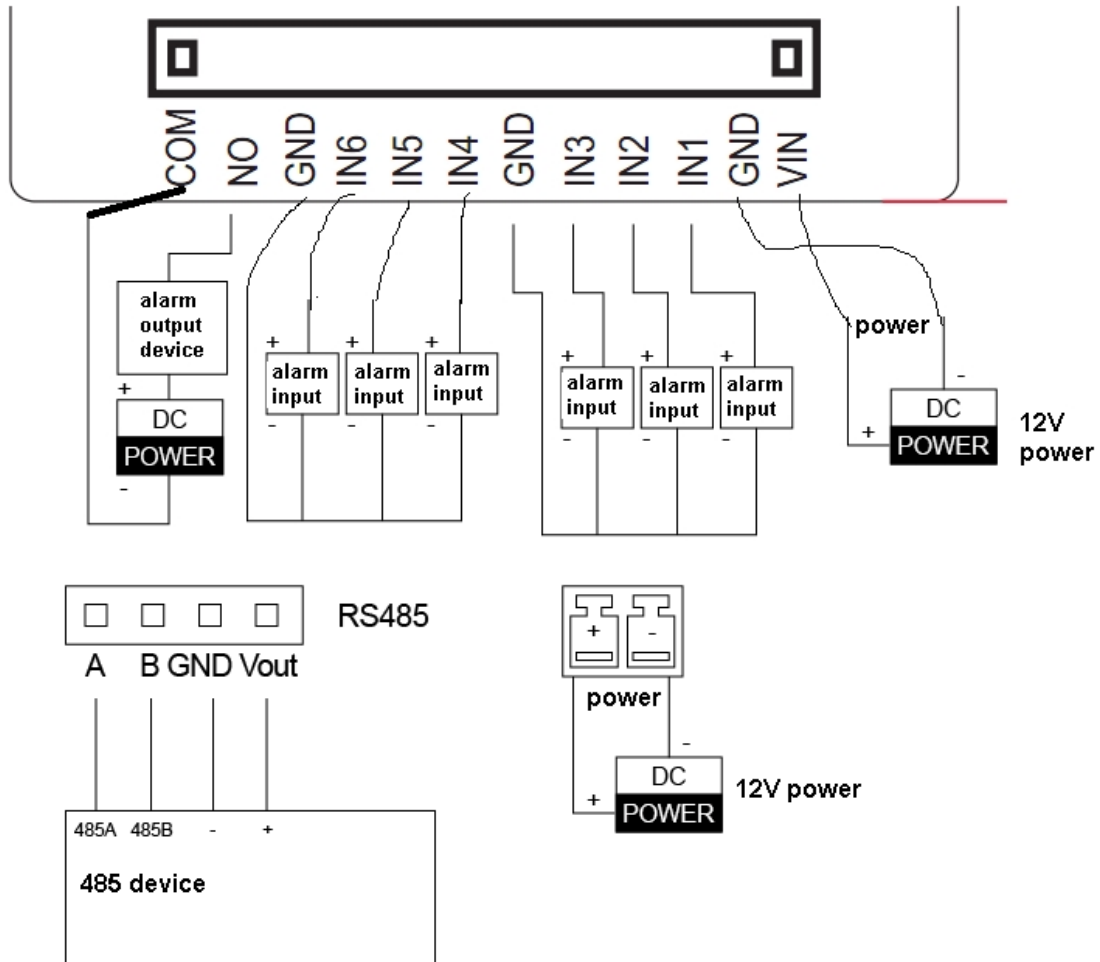 COM
NO
GND
IN6
IN5
IN4
GND
IN3
IN2
IN1
GND
VIN
alarm
output
device
+
DC
POWER
-
+
alarm
input
-
+
alarm
input
-
+
alarm
input
-
+
alarm
input
-
+
alarm
input
-
+
alarm
input
-
power
-
+
DC
POWER
12V
power
RS485
A B GND Vout
485A 485B - +
485 device
+ -
power
-
+
DC
POWER
12V power